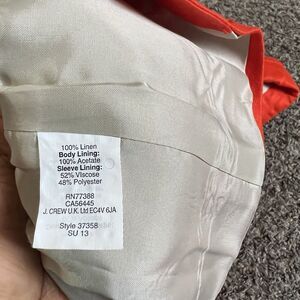 100% Linen
Body Lining:
100% Acetate
Sleeve Lining:
52% Viscose
48% Polyester
RN77388
CA56445
J. CREW U.K. Ltd EC4V 6JA
Style 37358
SU 13